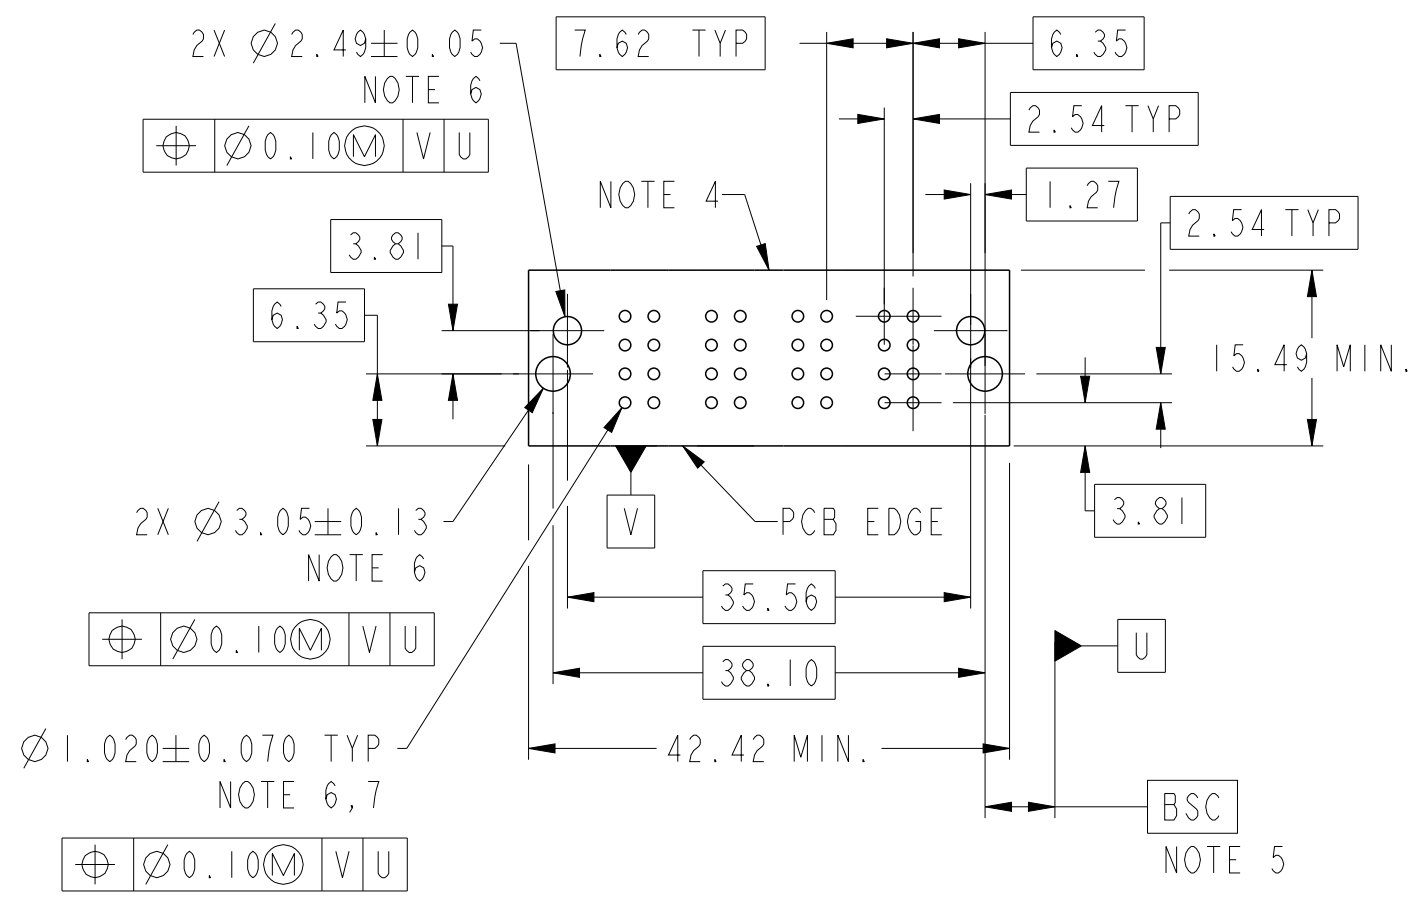 2X ⌀2.49±0.05
NOTE 6
⌖ ⌀0.10Ⓜ V U
7.62 TYP
6.35
2.54 TYP
1.27
NOTE 4
2.54 TYP
3.81
6.35
15.49 MIN.
3.81
V
PCB EDGE
2X ⌀3.05±0.13
NOTE 6
⌖ ⌀0.10Ⓜ V U
35.56
U
38.10
⌀1.020±0.070 TYP
NOTE 6,7
⌖ ⌀0.10Ⓜ V U
42.42 MIN.
BSC
NOTE 5